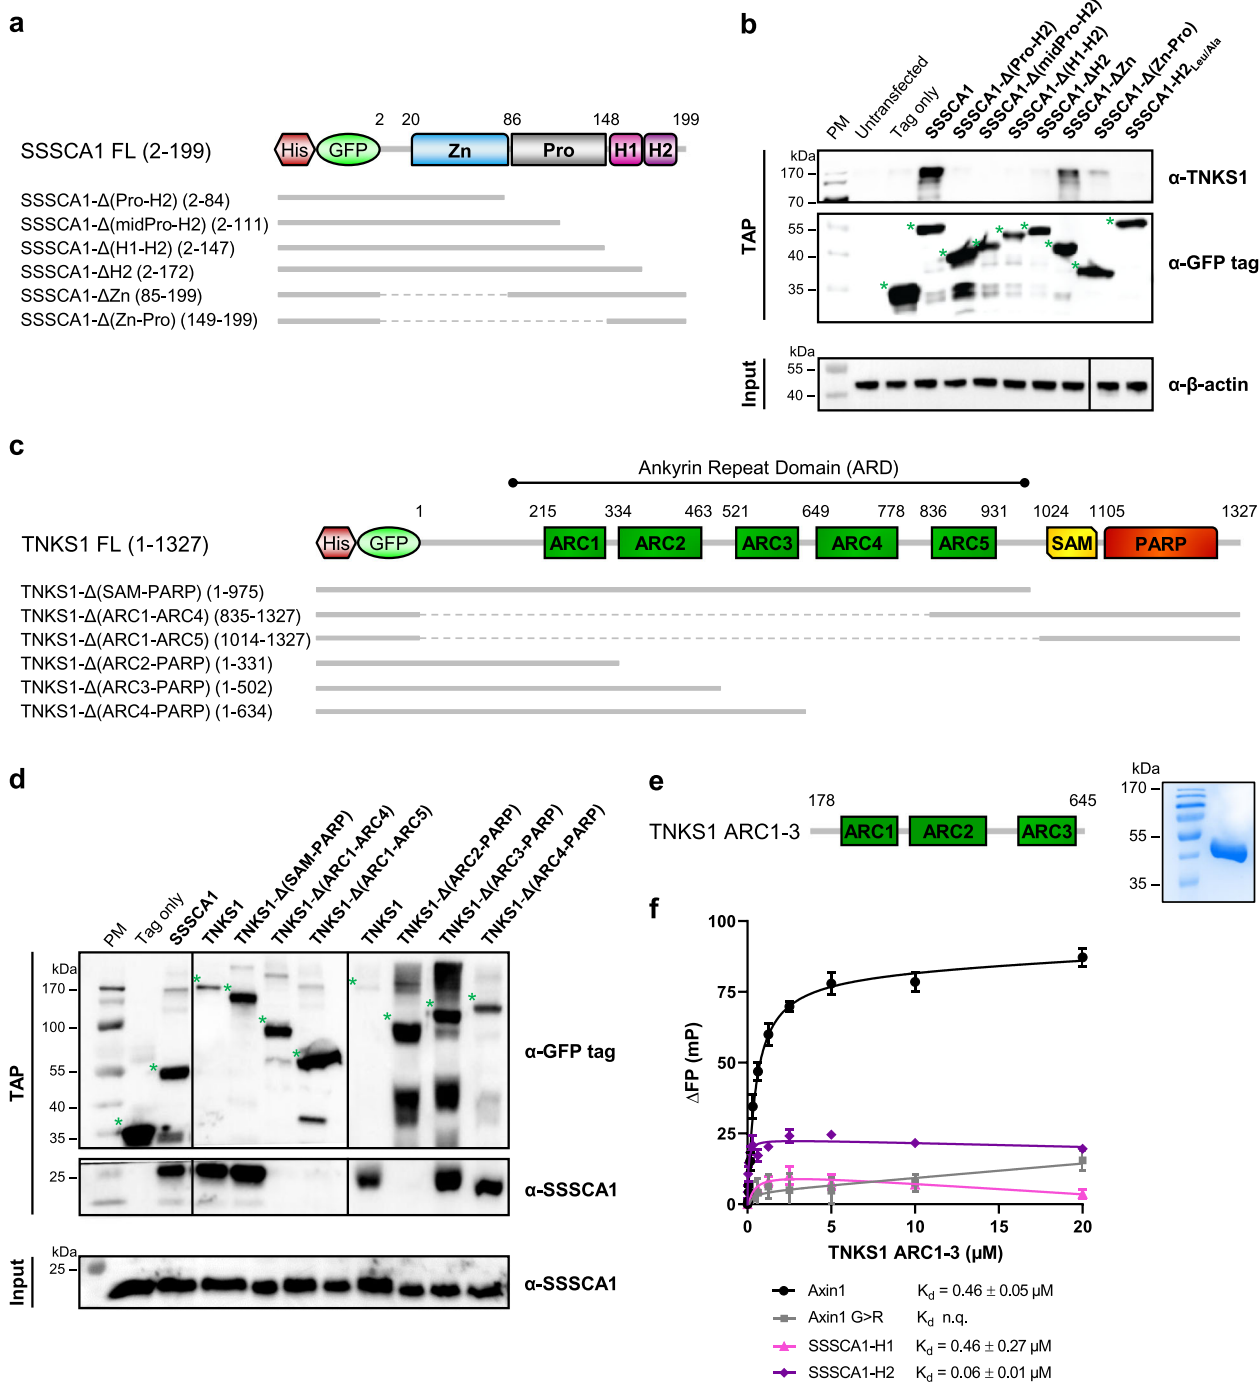 a
2 20 86 148 199
SSSCA1 FL (2-199)
His GFP Zn Pro H1 H2
SSSCA1-Δ(Pro-H2) (2-84)
SSSCA1-Δ(midPro-H2) (2-111)
SSSCA1-Δ(H1-H2) (2-147)
SSSCA1-ΔH2 (2-172)
SSSCA1-ΔZn (85-199)
SSSCA1-Δ(Zn-Pro) (149-199)
b
PM
Untransfected
Tag only
SSSCA1
SSSCA1-Δ(Pro-H2)
SSSCA1-Δ(midPro-H2)
SSSCA1-Δ(H1-H2)
SSSCA1-ΔH2
SSSCA1-ΔZn
SSSCA1-Δ(Zn-Pro)
SSSCA1-H2Leu/Ala
kDa
170
70
α-TNKS1
TAP
55
40
35
α-GFP tag
Input
kDa
55
40
α-β-actin
c
Ankyrin Repeat Domain (ARD)
1 215 334 463 521 649 778 836 931 1024 1105 1327
TNKS1 FL (1-1327)
His GFP ARC1 ARC2 ARC3 ARC4 ARC5 SAM PARP
TNKS1-Δ(SAM-PARP) (1-975)
TNKS1-Δ(ARC1-ARC4) (835-1327)
TNKS1-Δ(ARC1-ARC5) (1014-1327)
TNKS1-Δ(ARC2-PARP) (1-331)
TNKS1-Δ(ARC3-PARP) (1-502)
TNKS1-Δ(ARC4-PARP) (1-634)
d
PM
Tag only
SSSCA1
TNKS1
TNKS1-Δ(SAM-PARP)
TNKS1-Δ(ARC1-ARC4)
TNKS1-Δ(ARC1-ARC5)
TNKS1
TNKS1-Δ(ARC2-PARP)
TNKS1-Δ(ARC3-PARP)
TNKS1-Δ(ARC4-PARP)
TAP
kDa
170
100
55
40
35
α-GFP tag
25
α-SSSCA1
Input
kDa
25
α-SSSCA1
e
178 645
TNKS1 ARC1-3
ARC1 ARC2 ARC3
kDa
170
55
35
f
ΔFP (mP)
100
75
50
25
0
0 5 10 15 20
TNKS1 ARC1-3 (μM)
Axin1 Kd = 0.46 ± 0.05 μM
Axin1 G>R Kd n.q.
SSSCA1-H1 Kd = 0.46 ± 0.27 μM
SSSCA1-H2 Kd = 0.06 ± 0.01 μM